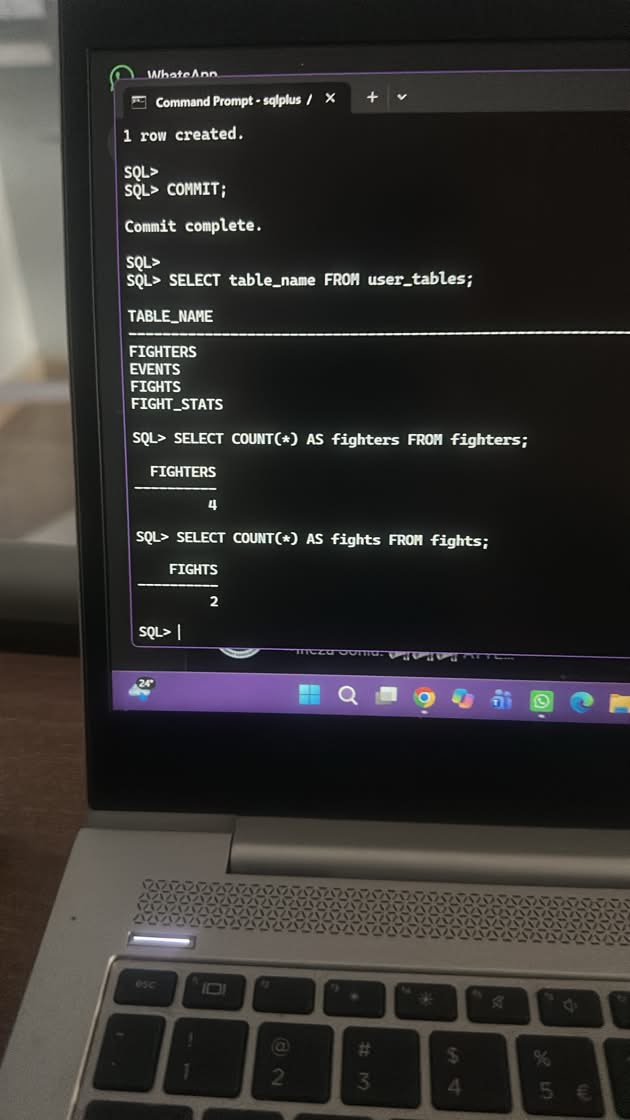 WhatsApp
Command Prompt - sqlplus /
1 row created.
SQL>
SQL> COMMIT;
Commit complete.
SQL>
SQL> SELECT table_name FROM user_tables;
TABLE_NAME
FIGHTERS
EVENTS
FIGHTS
FIGHT_STATS
SQL> SELECT COUNT(*) AS fighters FROM fighters;
FIGHTERS
4
SQL> SELECT COUNT(*) AS fights FROM fights;
FIGHTS
2
SQL>
24°
esc
! @ # $ %
1 2 3 4 5 €